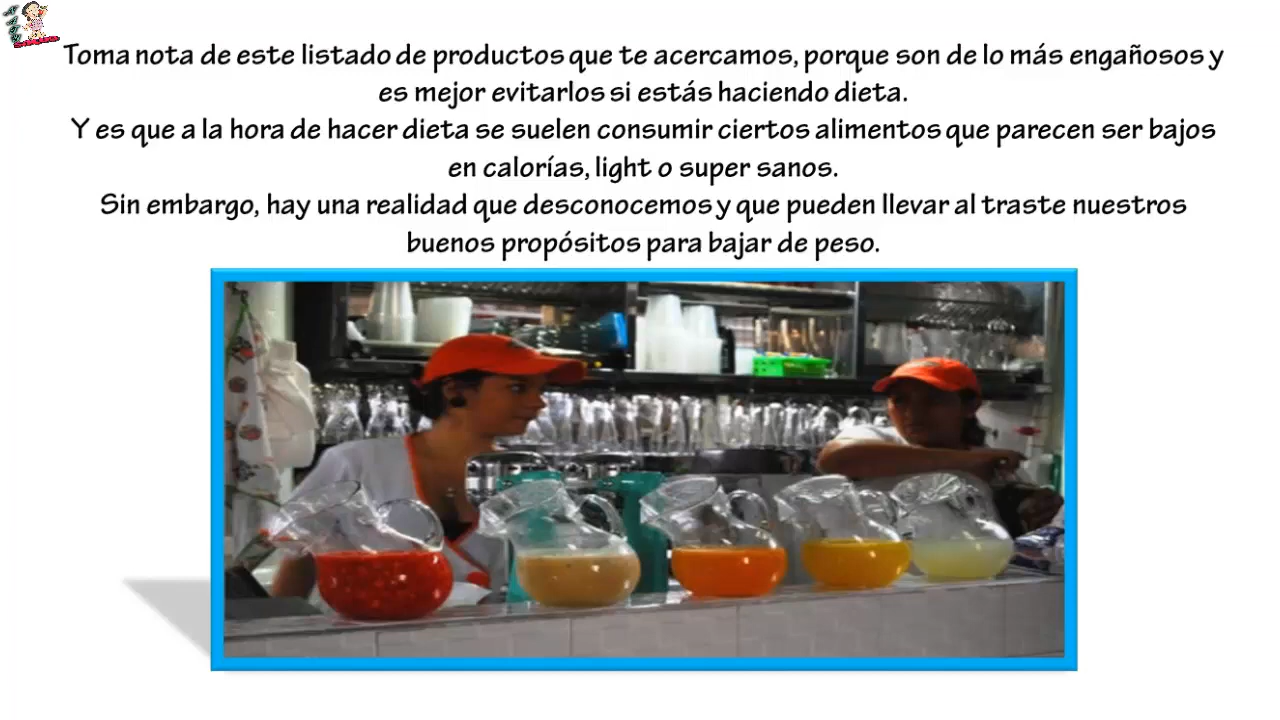 Toma nota de este listado de productos que te acercamos, porque son de lo más engañosos y
es mejor evitarlos si estás haciendo dieta.
Y es que a la hora de hacer dieta se suelen consumir ciertos alimentos que parecen ser bajos
en calorías, light o super sanos.
Sin embargo, hay una realidad que desconocemos y que pueden llevar al traste nuestros
buenos propósitos para bajar de peso.